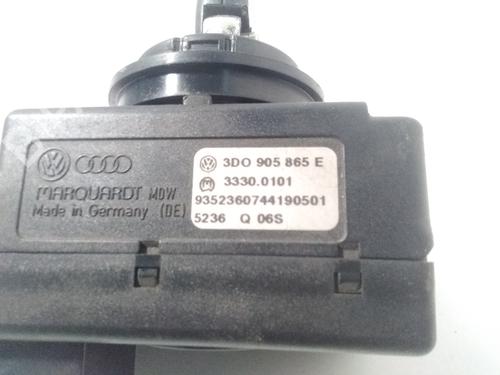 MARQUARDT MDW
Made in Germany (DE)
3D0 905 865 E
3330.0101
9352360744190501
5236 Q 06S